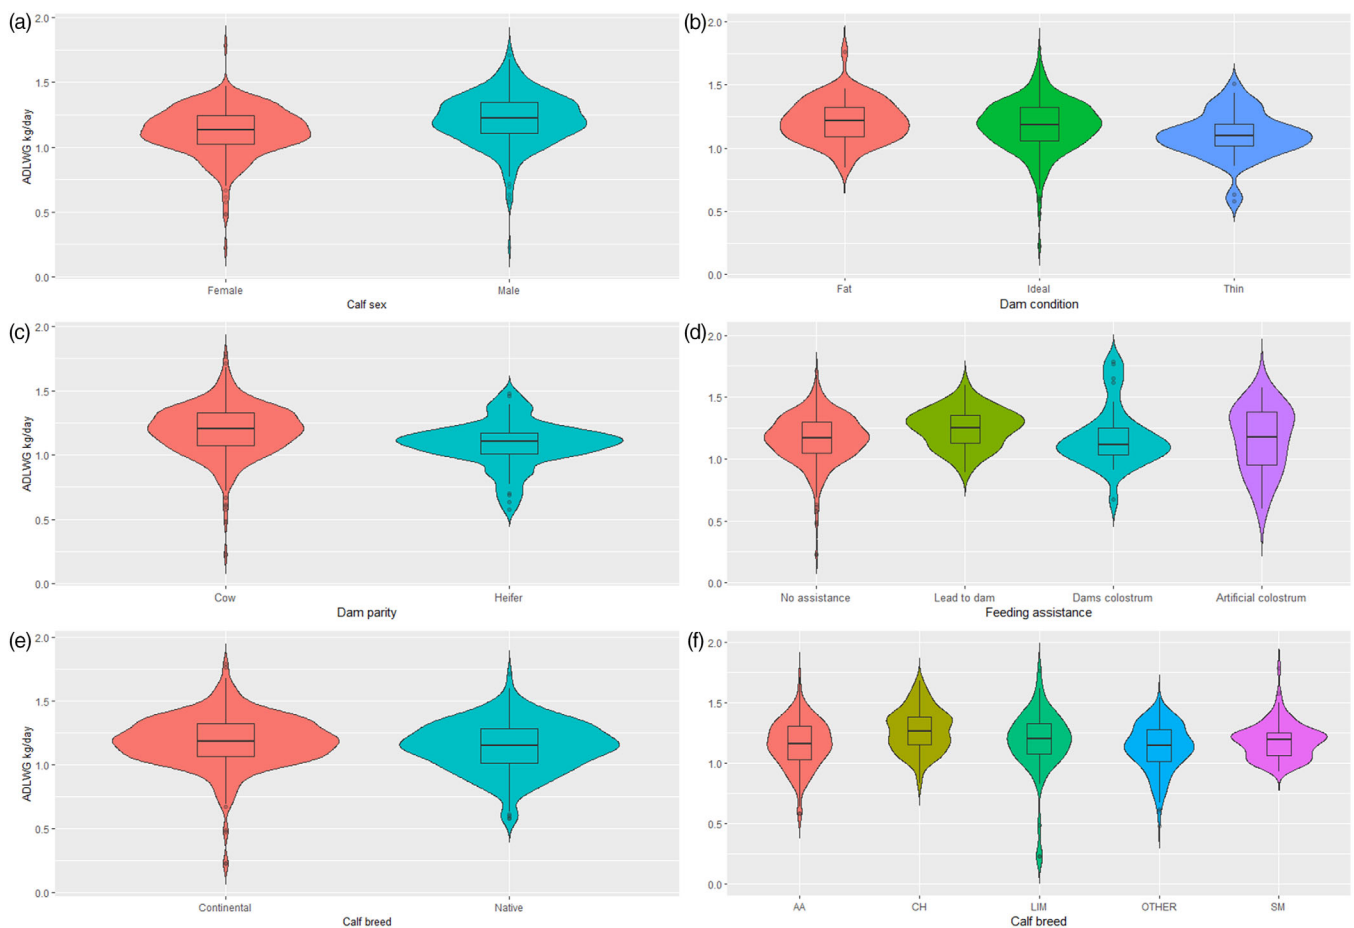 (a)
2.0
1.5
1.0
0.5
0.0
ADLWG kg/day
Female Male
Calf sex
(b)
2.0
1.5
1.0
0.5
0.0
Fat Ideal Thin
Dam condition
(c)
2.0
1.5
1.0
0.5
0.0
ADLWG kg/day
Cow Heifer
Dam parity
(d)
2.0
1.5
1.0
0.5
0.0
No assistance Lead to dam Dams colostrum Artificial colostrum
Feeding assistance
(e)
2.0
1.5
1.0
0.5
0.0
ADLWG kg/day
Continental Native
Calf breed
(f)
2.0
1.5
1.0
0.5
0.0
AA CH LIM OTHER SM
Calf breed